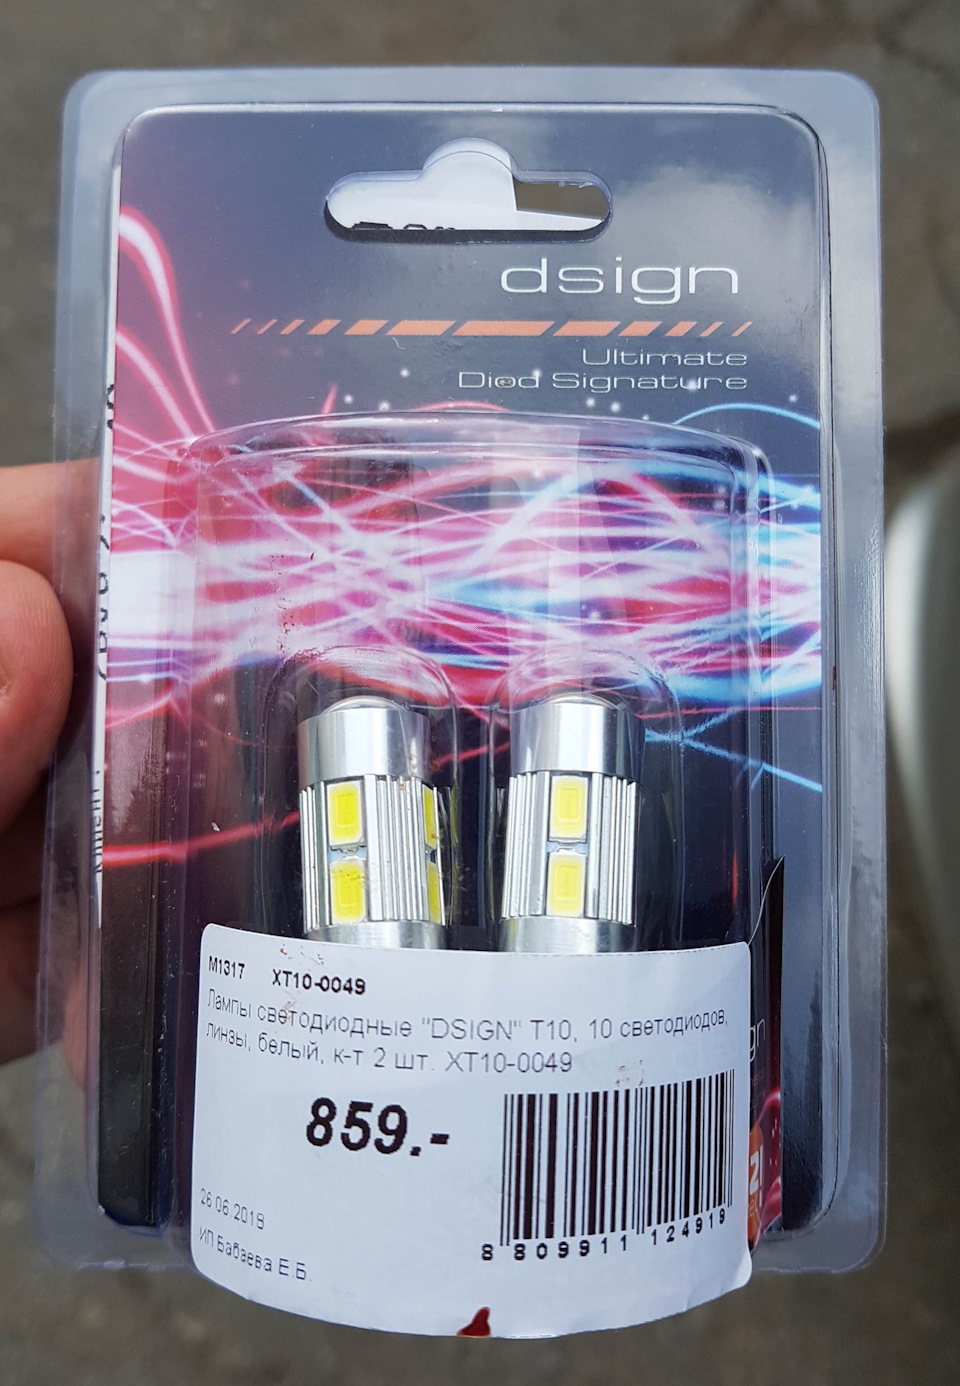 dsign
Ultimate
Diod Signature
M1317 XT10-0049
Лампы светодиодные "DSIGN" T10, 10 светодиодов,
линзы, белый, к-т 2 шт. XT10-0049
859.-
8 809911 124919
26.06.2019
ИП Бабаева Е.Б.